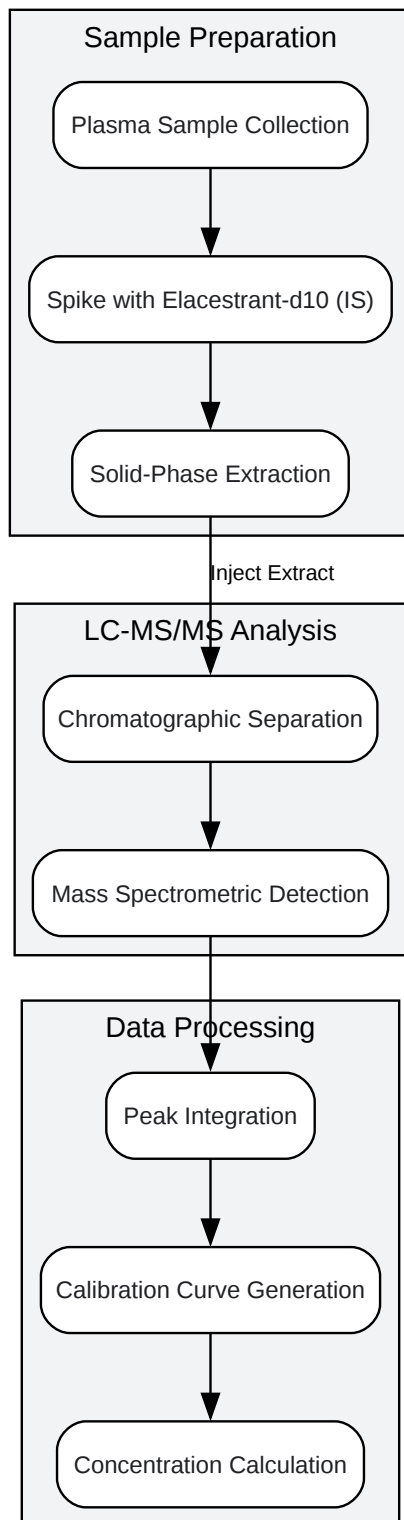 Sample Preparation
Plasma Sample Collection
Spike with Elacestrant-d10 (IS)
Solid-Phase Extraction
Inject Extract
LC-MS/MS Analysis
Chromatographic Separation
Mass Spectrometric Detection
Data Processing
Peak Integration
Calibration Curve Generation
Concentration Calculation